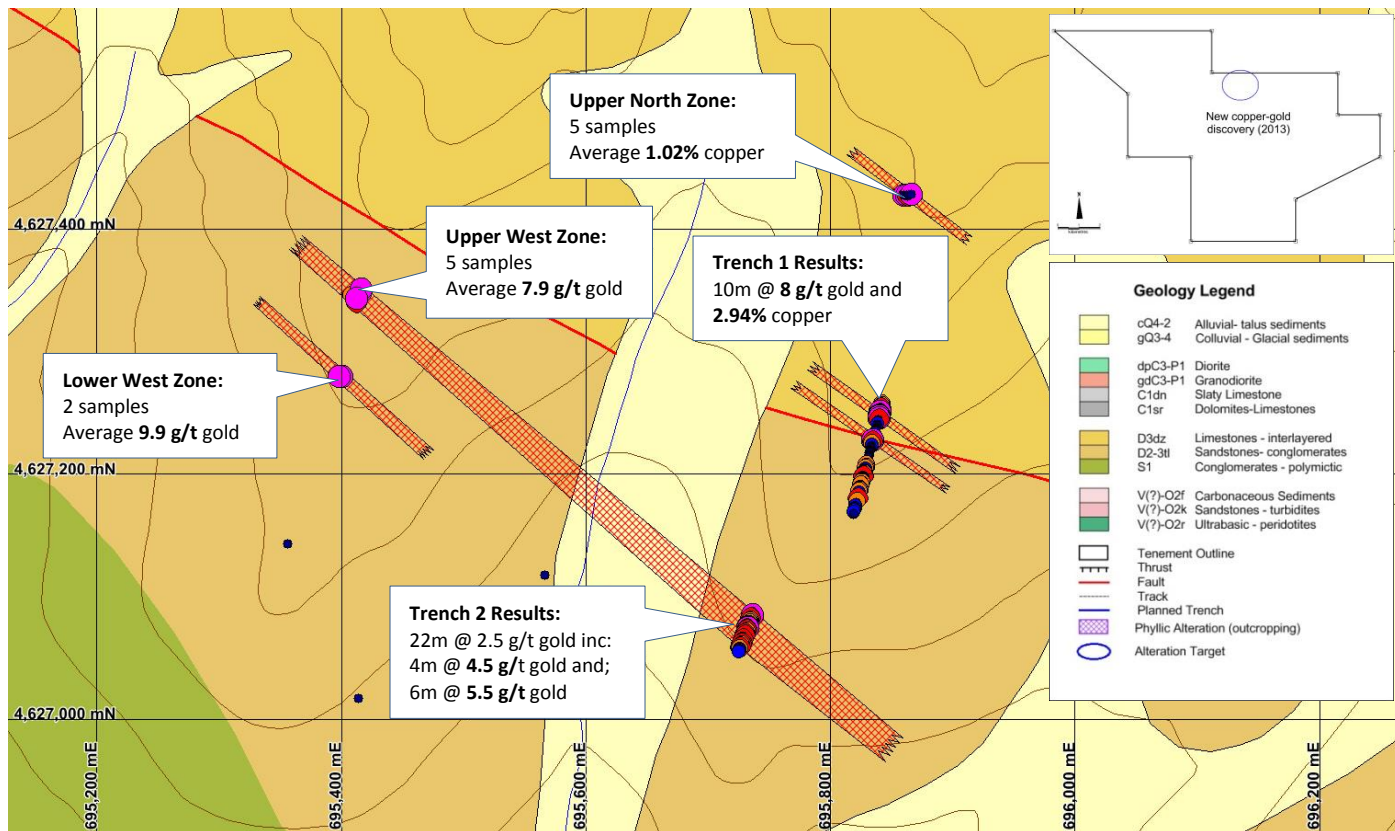 Upper North Zone:
5 samples
Average 1.02% copper
New copper-gold
discovery (2013)
N
4,627,400 mN
Upper West Zone:
5 samples
Average 7.9 g/t gold
Trench 1 Results:
10m @ 8 g/t gold and
2.94% copper
Lower West Zone:
2 samples
Average 9.9 g/t gold
4,627,200 mN
Trench 2 Results:
22m @ 2.5 g/t gold inc:
4m @ 4.5 g/t gold and;
6m @ 5.5 g/t gold
4,627,000 mN
695,200 mE
695,400 mE
695,600 mE
695,800 mE
696,000 mE
696,200 mE
Geology Legend
cQ4-2 Alluvial- talus sediments
gQ3-4 Colluvial - Glacial sediments
dpC3-P1 Diorite
gdC3-P1 Granodiorite
C1dn Slaty Limestone
C1sr Dolomites-Limestones
D3dz Limestones - interlayered
D2-3tl Sandstones- conglomerates
S1 Conglomerates - polymictic
V(?)-O2f Carbonaceous Sediments
V(?)-O2k Sandstones - turbidites
V(?)-O2r Ultrabasic - peridotites
Tenement Outline
Thrust
Fault
Track
Planned Trench
Phyllic Alteration (outcropping)
Alteration Target